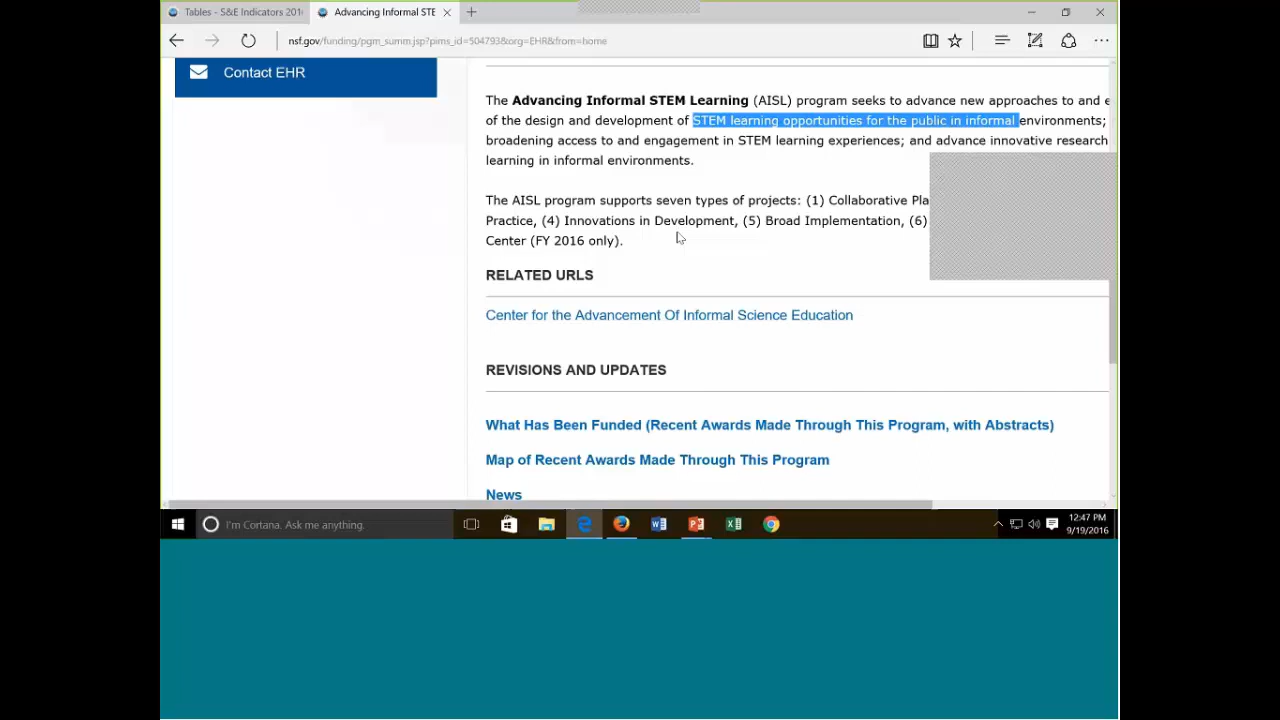 Tables - S&E Indicators 201
Advancing Informal STE
nsf.gov/funding/pgm_summ.jsp?pims_id=504793&org=EHR&from=home
Contact EHR
The Advancing Informal STEM Learning (AISL) program seeks to advance new approaches to and e
of the design and development of STEM learning opportunities for the public in informal environments;
broadening access to and engagement in STEM learning experiences; and advance innovative research
learning in informal environments.
The AISL program supports seven types of projects: (1) Collaborative Pla
Practice, (4) Innovations in Development, (5) Broad Implementation, (6)
Center (FY 2016 only).
RELATED URLS
Center for the Advancement Of Informal Science Education
REVISIONS AND UPDATES
What Has Been Funded (Recent Awards Made Through This Program, with Abstracts)
Map of Recent Awards Made Through This Program
News
I'm Cortana. Ask me anything.
12:47 PM
9/19/2016